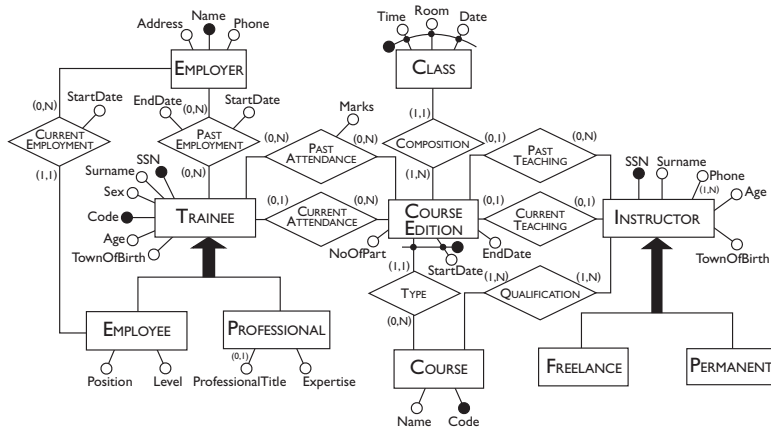 Name
Address
Phone
Time
Room
Date
EMPLOYER
CLASS
StartDate
(0,N)
CURRENT
EMPLOYMENT
(1,1)
EndDate
(0,N)
StartDate
PAST
EMPLOYMENT
(0,N)
Marks
(0,N)
PAST
ATTENDANCE
(0,N)
(1,1)
COMPOSITION
(1,N)
(0,1)
PAST
TEACHING
(0,N)
SSN
Surname
Sex
Code
Age
TownOfBirth
TRAINEE
(0,1)
CURRENT
ATTENDANCE
(0,N)
COURSE
EDITION
(0,1)
CURRENT
TEACHING
(0,1)
SSN
Surname
Phone
(1,N)
Age
INSTRUCTOR
TownOfBirth
NoOfPart
StartDate
EndDate
(1,1)
TYPE
(0,N)
(1,N)
QUALIFICATION
(1,N)
EMPLOYEE
PROFESSIONAL
Position
Level
(0,1)
ProfessionalTitle
Expertise
COURSE
Name
Code
FREELANCE
PERMANENT